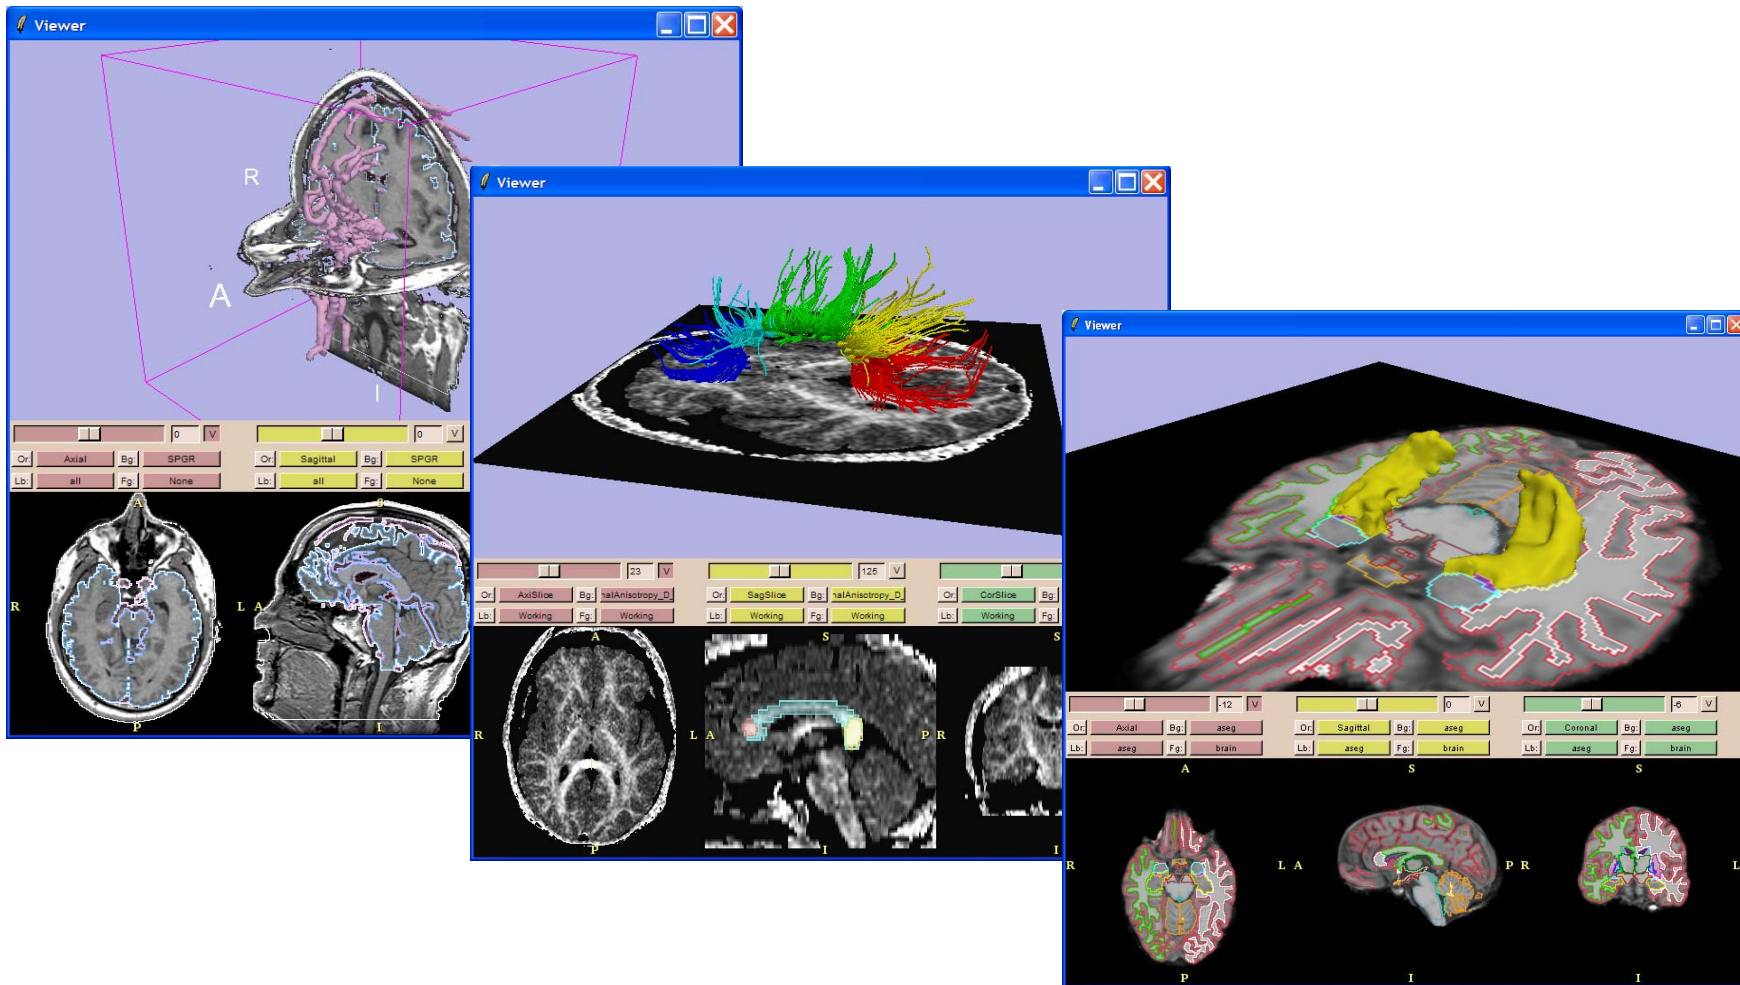 Viewer
R
A
I
0 V 0 V
Or: Axial Bg: SPGR Or: Sagittal Bg: SPGR
Lb: all Fg: None Lb: all Fg: None
A S
R L A
P I
Viewer
23 V 125 V
Or: AxiSlice Bg: nalAnisotropy_D_ Or: SagSlice Bg: nalAnisotropy_D_ Or: CorSlice Bg:
Lb: Working Fg: Working Lb: Working Fg: Working Lb: Working Fg:
A S S
R L A P R
P I I
Viewer
-12 V 0 V -6 V
Or: Axial Bg: aseg Or: Sagittal Bg: aseg Or: Coronal Bg: aseg
Lb: aseg Fg: brain Lb: aseg Fg: brain Lb: aseg Fg: brain
A S S
R L A P R L
P I I